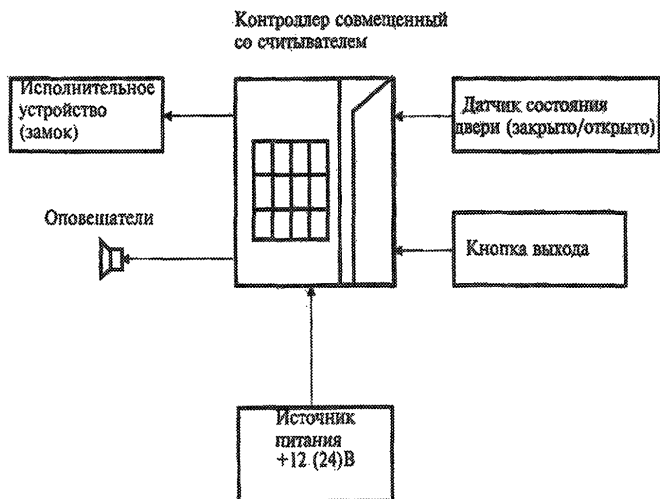 Контроллер совмещенный
со считывателем
Исполнительное
устройство
(замок)
Датчик состояния
двери (закрыто/открыто)
Оповещатели
Кнопка выхода
Источник
питания
+12 (24)В